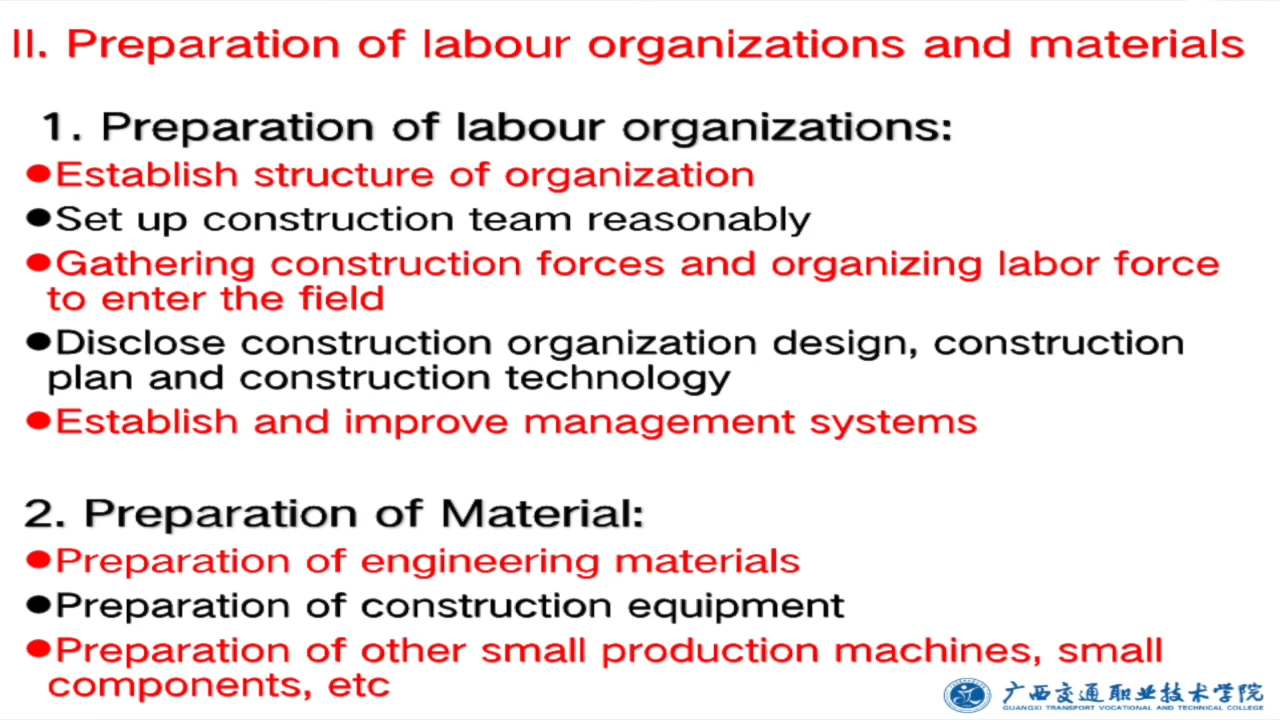 II. Preparation of labour organizations and materials
1. Preparation of labour organizations:
●Establish structure of organization
●Set up construction team reasonably
●Gathering construction forces and organizing labor force
to enter the field
●Disclose construction organization design, construction
plan and construction technology
●Establish and improve management systems
2. Preparation of Material:
●Preparation of engineering materials
●Preparation of construction equipment
●Preparation of other small production machines, small
components, etc
广西交通职业技术学院
GUANGXI TRANSPORT VOCATIONAL AND TECHNICAL COLLEGE